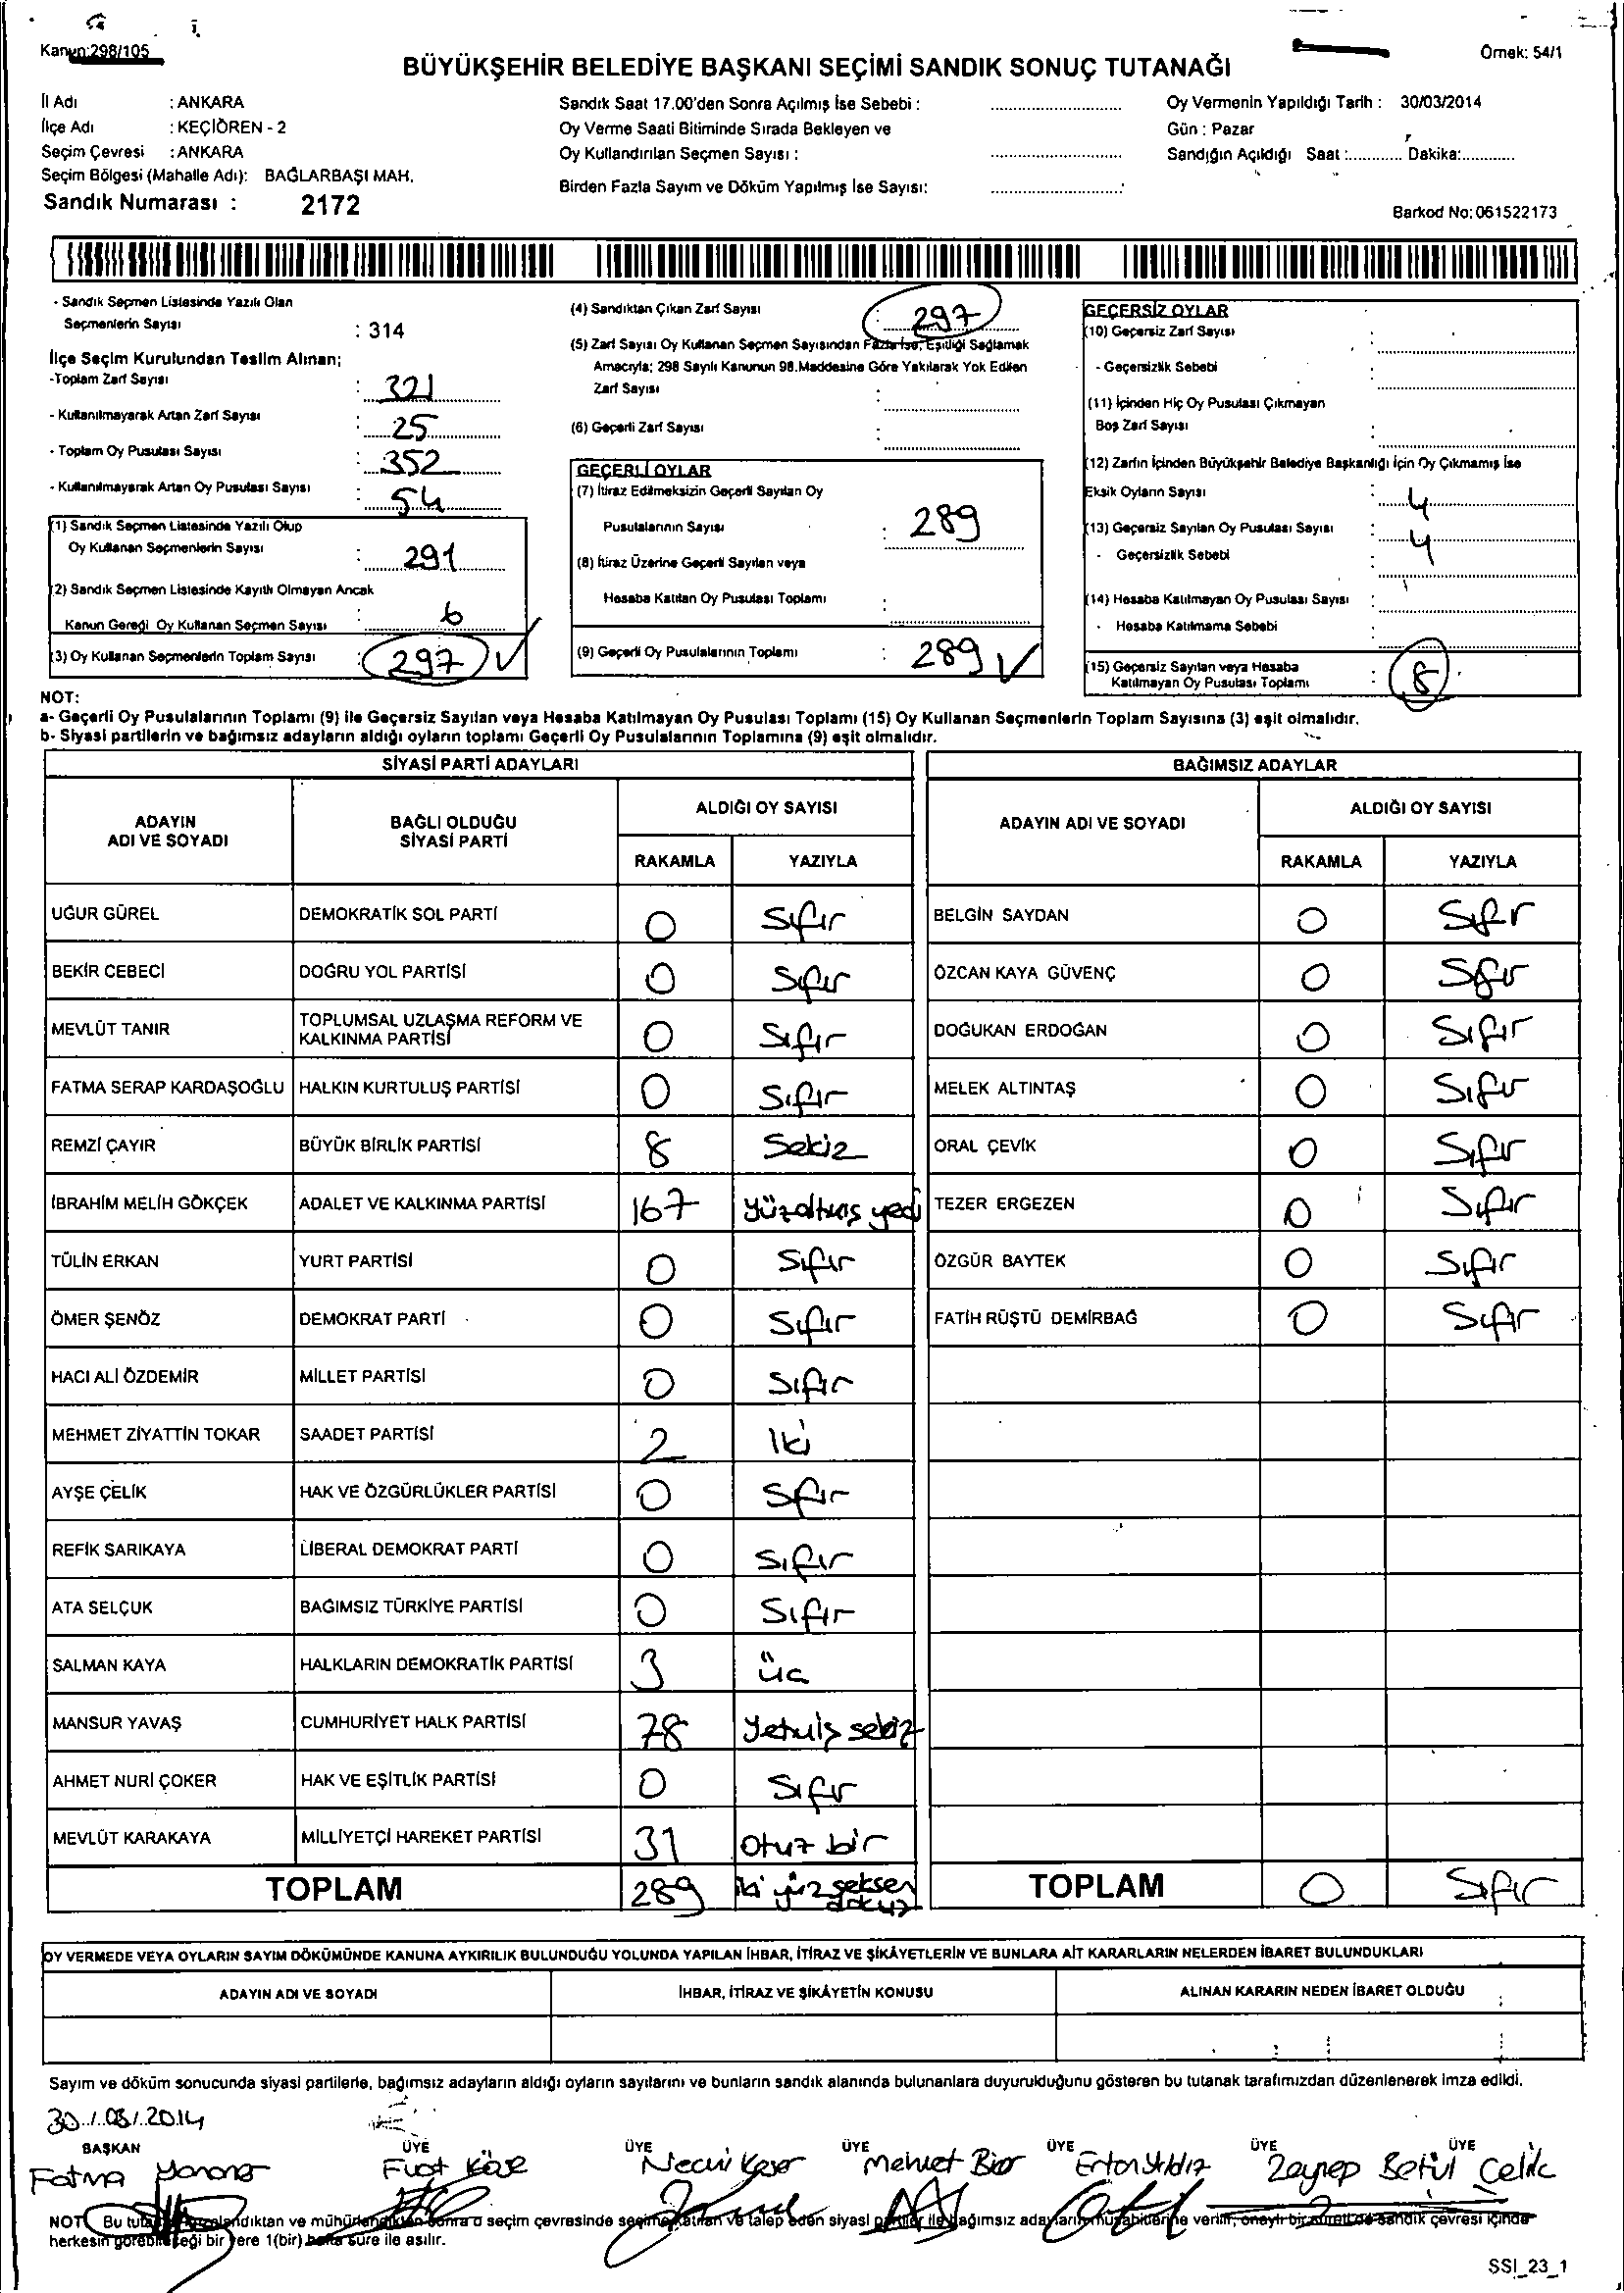 Kanun:298/105
Örnek: 54/1
BÜYÜKŞEHİR BELEDİYE BAŞKANI SEÇİMİ SANDIK SONUÇ TUTANAĞI
İl Adı : ANKARA
İlçe Adı : KEÇİÖREN - 2
Seçim Çevresi : ANKARA
Seçim Bölgesi (Mahalle Adı): BAĞLARBAŞI MAH.
Sandık Numarası : 2172
Sandık Saat 17.00'den Sonra Açılmış İse Sebebi :
Oy Verme Saati Bitiminde Sırada Bekleyen ve
Oy Kullandırılan Seçmen Sayısı :
Birden Fazla Sayım ve Döküm Yapılmış İse Sayısı:
Oy Vermenin Yapıldığı Tarih : 30/03/2014
Gün : Pazar
Sandığın Açıldığı Saat :............ Dakika:............
Barkod No: 061522173
- Sandık Seçmen Listesinde Yazılı Olan
Seçmenlerin Sayısı : 314
İlçe Seçim Kurulundan Teslim Alınan;
-Toplam Zarf Sayısı : 321
- Kullanılmayarak Artan Zarf Sayısı : 25
- Toplam Oy Pusulası Sayısı : 352
- Kullanılmayarak Artan Oy Pusulası Sayısı : 54
(1) Sandık Seçmen Listesinde Yazılı Olup
Oy Kullanan Seçmenlerin Sayısı : 291
(2) Sandık Seçmen Listesinde Kayıtlı Olmayan Ancak
Kanun Gereği Oy Kullanan Seçmen Sayısı : 6
(3) Oy Kullanan Seçmenlerin Toplam Sayısı : 297
(4) Sandıktan Çıkan Zarf Sayısı : 297
(5) Zarf Sayısı Oy Kullanan Seçmen Sayısından Fazla İse, Eşitliği Sağlamak
Amacıyla; 298 Sayılı Kanunun 98.Maddesine Göre Yakılarak Yok Edilen
Zarf Sayısı :
(6) Geçerli Zarf Sayısı :
GEÇERLİ OYLAR
(7) İtiraz Edilmeksizin Geçerli Sayılan Oy
Pusulalarının Sayısı : 289
(8) İtiraz Üzerine Geçerli Sayılan veya
Hesaba Katılan Oy Pusulası Toplamı :
(9) Geçerli Oy Pusulalarının Toplamı : 289
GEÇERSİZ OYLAR
(10) Geçersiz Zarf Sayısı :
- Geçersizlik Sebebi :
(11) İçinden Hiç Oy Pusulası Çıkmayan
Boş Zarf Sayısı :
(12) Zarfın İçinden Büyükşehir Belediye Başkanlığı İçin Oy Çıkmamış İse
Eksik Oyların Sayısı : 4
(13) Geçersiz Sayılan Oy Pusulası Sayısı : 4
- Geçersizlik Sebebi :
(14) Hesaba Katılmayan Oy Pusulası Sayısı :
- Hesaba Katılmama Sebebi :
(15) Geçersiz Sayılan veya Hesaba
Katılmayan Oy Pusulası Toplamı : 8
NOT:
a- Geçerli Oy Pusulalarının Toplamı (9) ile Geçersiz Sayılan veya Hesaba Katılmayan Oy Pusulası Toplamı (15) Oy Kullanan Seçmenlerin Toplam Sayısına (3) eşit olmalıdır.
b- Siyasi partilerin ve bağımsız adayların aldığı oyların toplamı Geçerli Oy Pusulalarının Toplamına (9) eşit olmalıdır.
SİYASİ PARTİ ADAYLARI
ADAYIN ADI VE SOYADI BAĞLI OLDUĞU SİYASİ PARTİ ALDIĞI OY SAYISI
RAKAMLA YAZIYLA
UĞUR GÜREL DEMOKRATİK SOL PARTİ 0 Sıfır
BEKİR CEBECİ DOĞRU YOL PARTİSİ 0 Sıfır
MEVLÜT TANIR TOPLUMSAL UZLAŞMA REFORM VE KALKINMA PARTİSİ 0 Sıfır
FATMA SERAP KARDAŞOĞLU HALKIN KURTULUŞ PARTİSİ 0 Sıfır
REMZİ ÇAYIR BÜYÜK BİRLİK PARTİSİ 8 Sekiz
İBRAHİM MELİH GÖKÇEK ADALET VE KALKINMA PARTİSİ 167 yüzaltmış yedi
TÜLİN ERKAN YURT PARTİSİ 0 Sıfır
ÖMER ŞENÖZ DEMOKRAT PARTİ 0 Sıfır
HACI ALİ ÖZDEMİR MİLLET PARTİSİ 0 Sıfır
MEHMET ZİYATTİN TOKAR SAADET PARTİSİ 2 İki
AYŞE ÇELİK HAK VE ÖZGÜRLÜKLER PARTİSİ 0 Sfır
REFİK SARIKAYA LİBERAL DEMOKRAT PARTİ 0 Sıfır
ATA SELÇUK BAĞIMSIZ TÜRKİYE PARTİSİ 0 Sıfır
SALMAN KAYA HALKLARIN DEMOKRATİK PARTİSİ 3 üç
MANSUR YAVAŞ CUMHURİYET HALK PARTİSİ 78 yetmiş sekiz
AHMET NURİ ÇOKER HAK VE EŞİTLİK PARTİSİ 0 Sıfır
MEVLÜT KARAKAYA MİLLİYETÇİ HAREKET PARTİSİ 31 otuz bir
TOPLAM 289 iki yüz seksen dokuz
BAĞIMSIZ ADAYLAR
ADAYIN ADI VE SOYADI ALDIĞI OY SAYISI
RAKAMLA YAZIYLA
BELGİN SAYDAN 0 Sıfır
ÖZCAN KAYA GÜVENÇ 0 Sıfır
DOĞUKAN ERDOĞAN 0 Sıfır
MELEK ALTINTAŞ 0 Sıfır
ORAL ÇEVİK 0 Sıfır
TEZER ERGEZEN 0 Sıfır
ÖZGÜR BAYTEK 0 Sıfır
FATİH RÜŞTÜ DEMİRBAĞ 0 Sıfır
TOPLAM 0 Sıfır
OY VERMEDE VEYA OYLARIN SAYIM DÖKÜMÜNDE KANUNA AYKIRILIK BULUNDUĞU YOLUNDA YAPILAN İHBAR, İTİRAZ VE ŞİKÂYETLERİN VE BUNLARA AİT KARARLARIN NELERDEN İBARET BULUNDUKLARI
ADAYIN ADI VE SOYADI İHBAR, İTİRAZ VE ŞİKÂYETİN KONUSU ALINAN KARARIN NEDEN İBARET OLDUĞU
Sayım ve döküm sonucunda siyasi partilerle, bağımsız adayların aldığı oyların sayılarını ve bunların sandık alanında bulunanlara duyurulduğunu gösteren bu tutanak tarafımızdan düzenlenerek imza edildi.
30/03/2014
BAŞKAN ÜYE ÜYE ÜYE ÜYE ÜYE ÜYE
Fatma Fuat Köse Necmi Mehmet Ertan Yıldız Zeynep Betül Çelik
NOT Bu ve mühürlendikten sonra o seçim çevresinde seçime katılan ve talep eden siyasi partiler ile bağımsız adayların müşahitlerine verilir, onaylı bir sureti de sandık çevresi içinde
herkesin görebileceği bir yere 1(bir) hafta süre ile asılır.
SSI_23_1